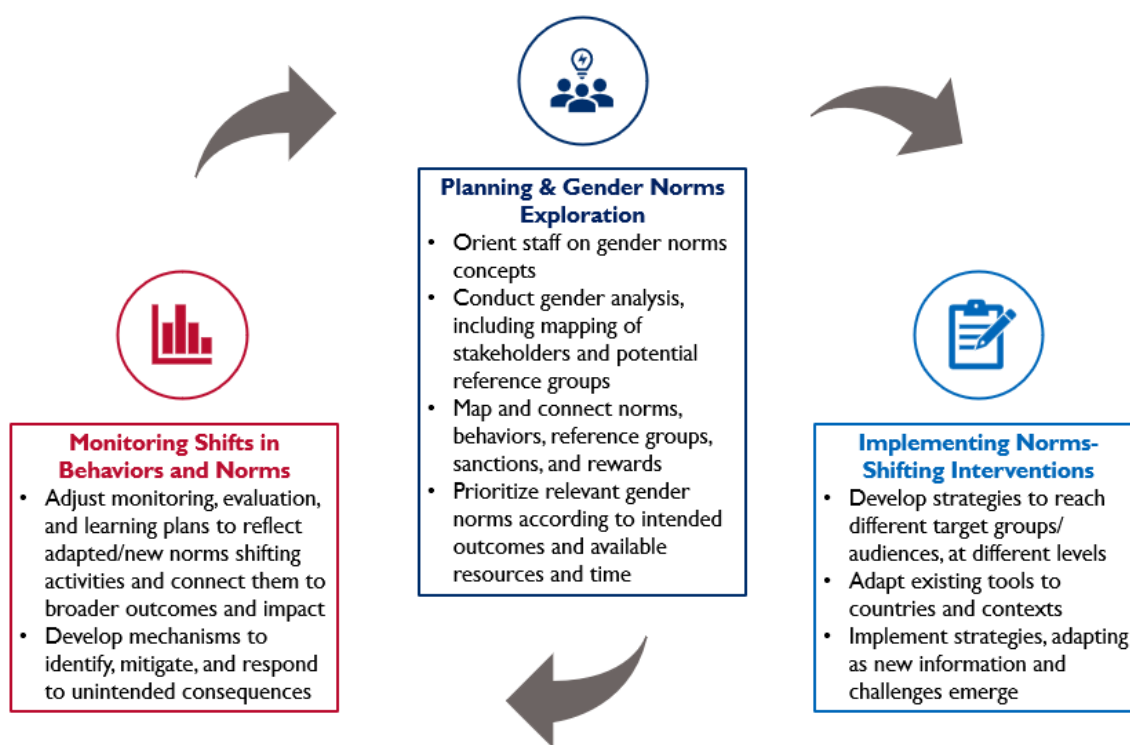 Planning & Gender Norms
Exploration
• Orient staff on gender norms
concepts
• Conduct gender analysis,
including mapping of
stakeholders and potential
reference groups
• Map and connect norms,
behaviors, reference groups,
sanctions, and rewards
• Prioritize relevant gender
norms according to intended
outcomes and available
resources and time
Monitoring Shifts in
Behaviors and Norms
• Adjust monitoring, evaluation,
and learning plans to reflect
adapted/new norms shifting
activities and connect them to
broader outcomes and impact
• Develop mechanisms to
identify, mitigate, and respond
to unintended consequences
Implementing Norms-
Shifting Interventions
• Develop strategies to reach
different target groups/
audiences, at different levels
• Adapt existing tools to
countries and contexts
• Implement strategies, adapting
as new information and
challenges emerge